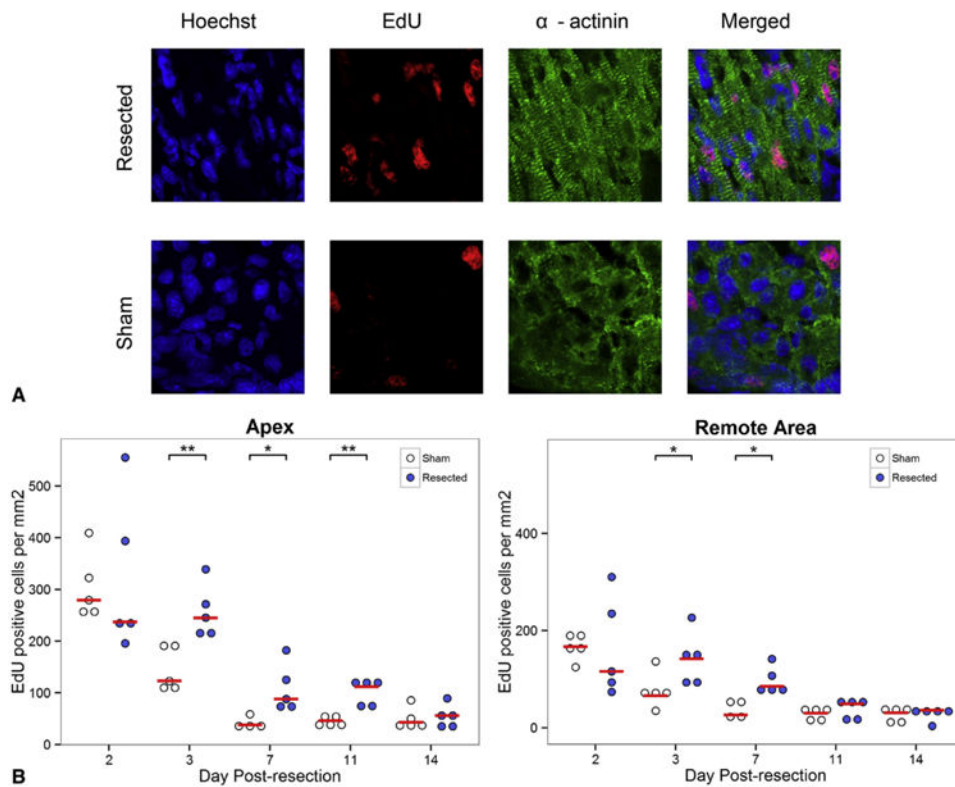 Hoechst EdU α - actinin Merged
Resected
Sham
A
Apex
** * **
Sham
Resected
EdU positive cells per mm2
500
400
300
200
100
0
2 3 7 11 14
Day Post-resection
Remote Area
* *
Sham
Resected
EdU positive cells per mm2
400
200
0
2 3 7 11 14
Day Post-resection
B